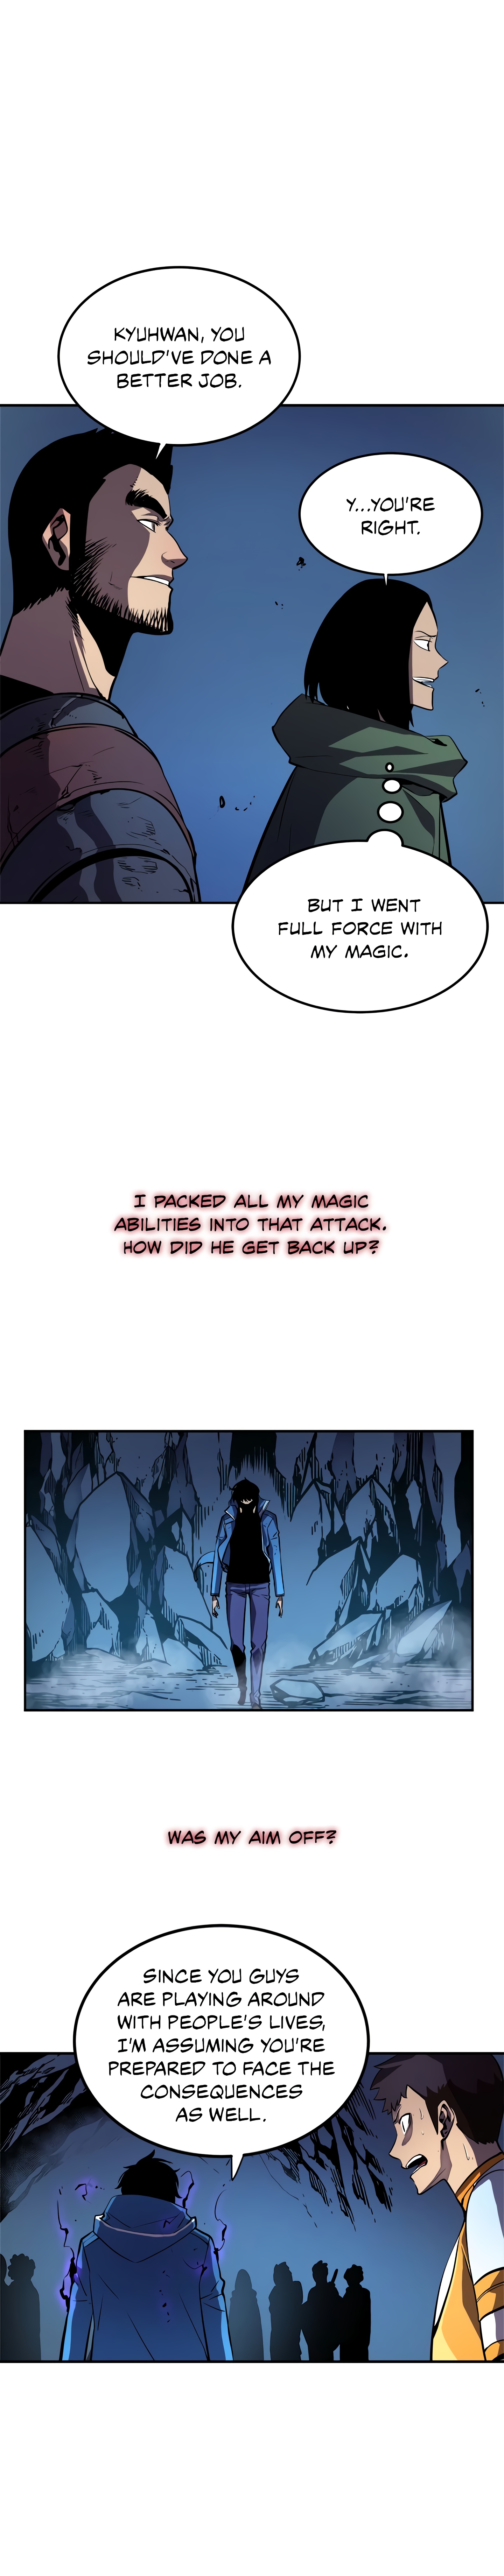 KYUHWAN, YOU
SHOULD'VE DONE A
BETTER JOB.
Y...YOU'RE
RIGHT.
BUT I WENT
FULL FORCE WITH
MY MAGIC.
I PACKED ALL MY MAGIC
ABILITIES INTO THAT ATTACK.
HOW DID HE GET BACK UP?
WAS MY AIM OFF?
SINCE YOU GUYS
ARE PLAYING AROUND
WITH PEOPLE'S LIVES,
I'M ASSUMING YOU'RE
PREPARED TO FACE THE
CONSEQUENCES
AS WELL.